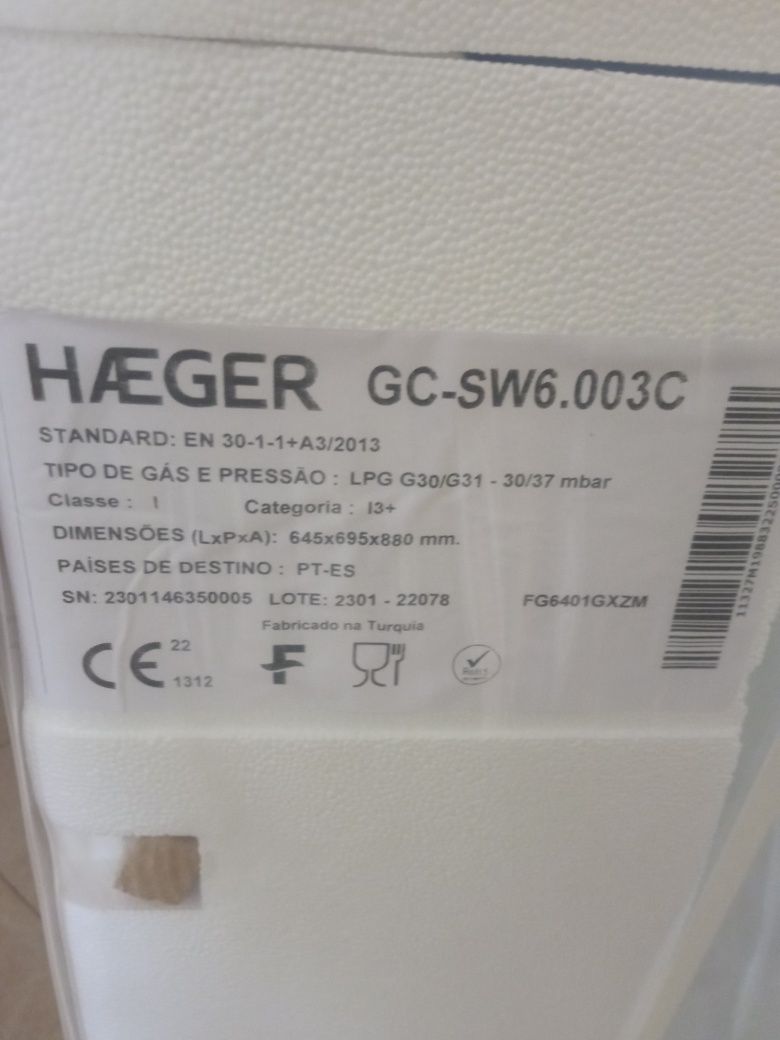 HÆGER GC-SW6.003C
STANDARD: EN 30-1-1+A3/2013
TIPO DE GÁS E PRESSÃO : LPG G30/G31 - 30/37 mbar
Classe : I Categoria : I3+
DIMENSÕES (LxPxA): 645x695x880 mm.
PAÍSES DE DESTINO : PT-ES
SN: 2301146350005 LOTE: 2301 - 22078 FG6401GXZM
Fabricado na Turquia
CE 22
1312